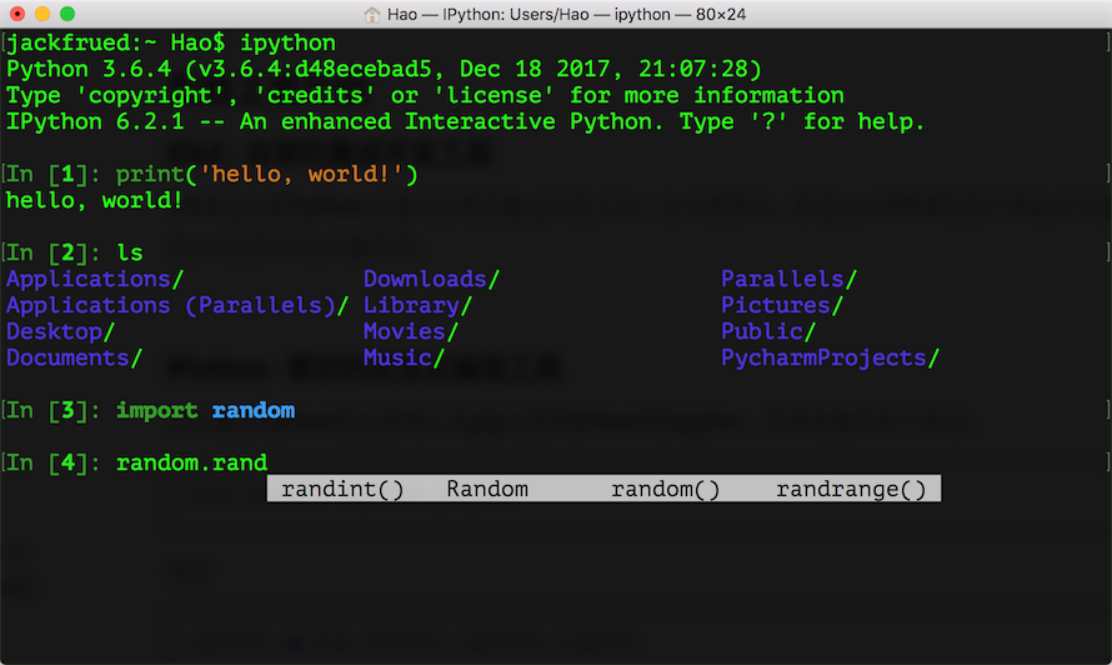 Hao — IPython: Users/Hao — ipython — 80×24
[jackfrued:~ Hao$ ipython ]
Python 3.6.4 (v3.6.4:d48ecebad5, Dec 18 2017, 21:07:28)
Type 'copyright', 'credits' or 'license' for more information
IPython 6.2.1 -- An enhanced Interactive Python. Type '?' for help.
[In [1]: print('hello, world!') ]
hello, world!
[In [2]: ls ]
Applications/ Downloads/ Parallels/
Applications (Parallels)/ Library/ Pictures/
Desktop/ Movies/ Public/
Documents/ Music/ PycharmProjects/
[In [3]: import random ]
[In [4]: random.rand ]
randint() Random random() randrange()